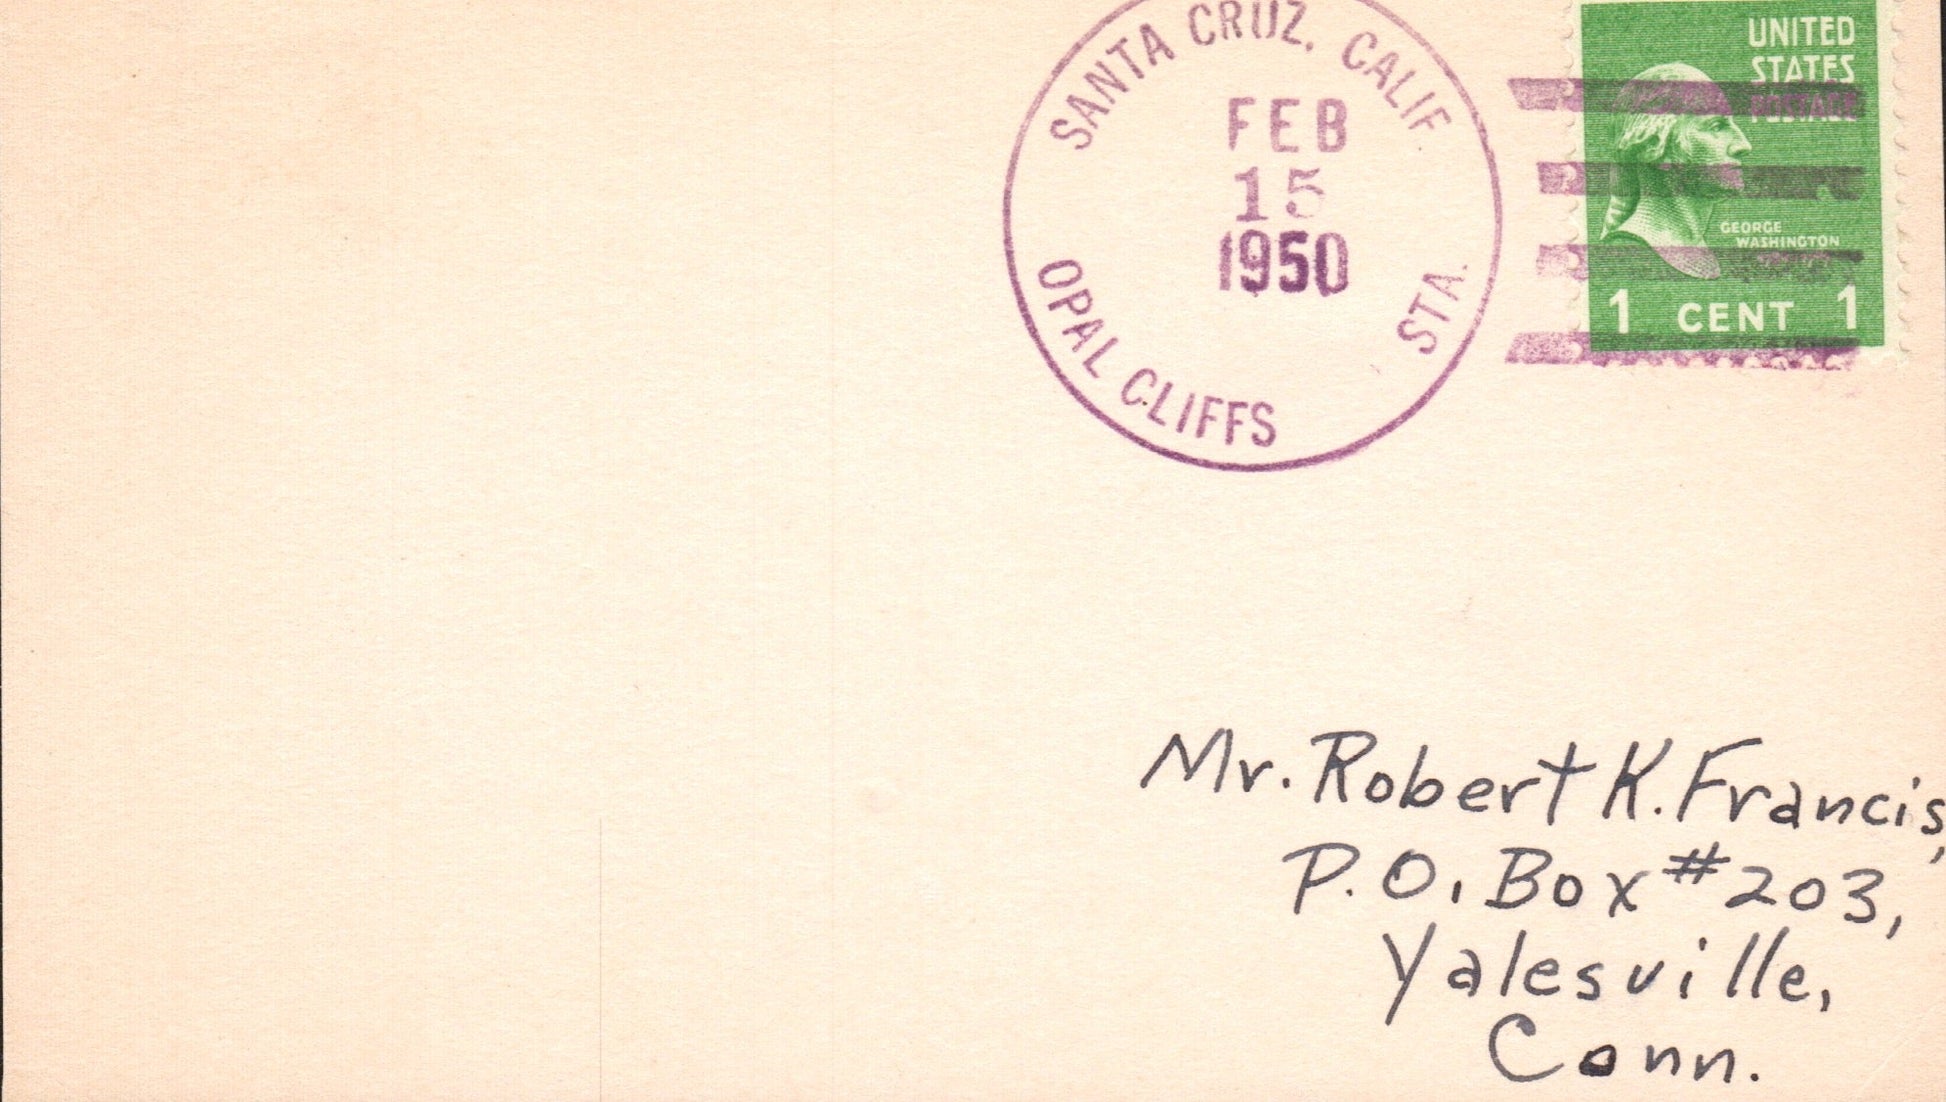 SANTA CRUZ, CALIF
FEB
15
1950
OPAL CLIFFS STA.
UNITED
STATES
POSTAGE
GEORGE
WASHINGTON
1 CENT 1
Mr. Robert K. Francis,
P.O. Box #203,
Yalesville,
Conn.